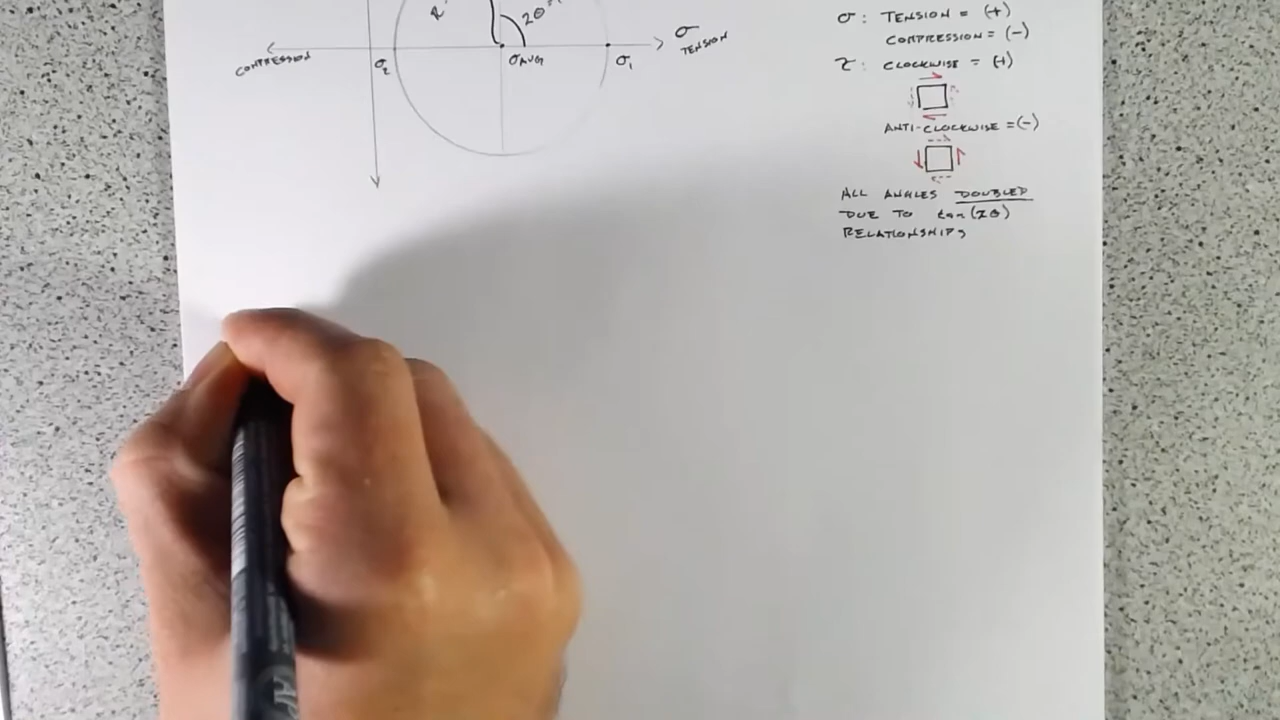 R
2θ
σ
TENSION
COMPRESSION
σ2
σAVG
σ1
σ: TENSION = (+)
COMPRESSION = (-)
τ: CLOCKWISE = (+)
ANTI-CLOCKWISE = (-)
ALL ANGLES DOUBLED
DUE TO tan(2θ)
RELATIONSHIPS